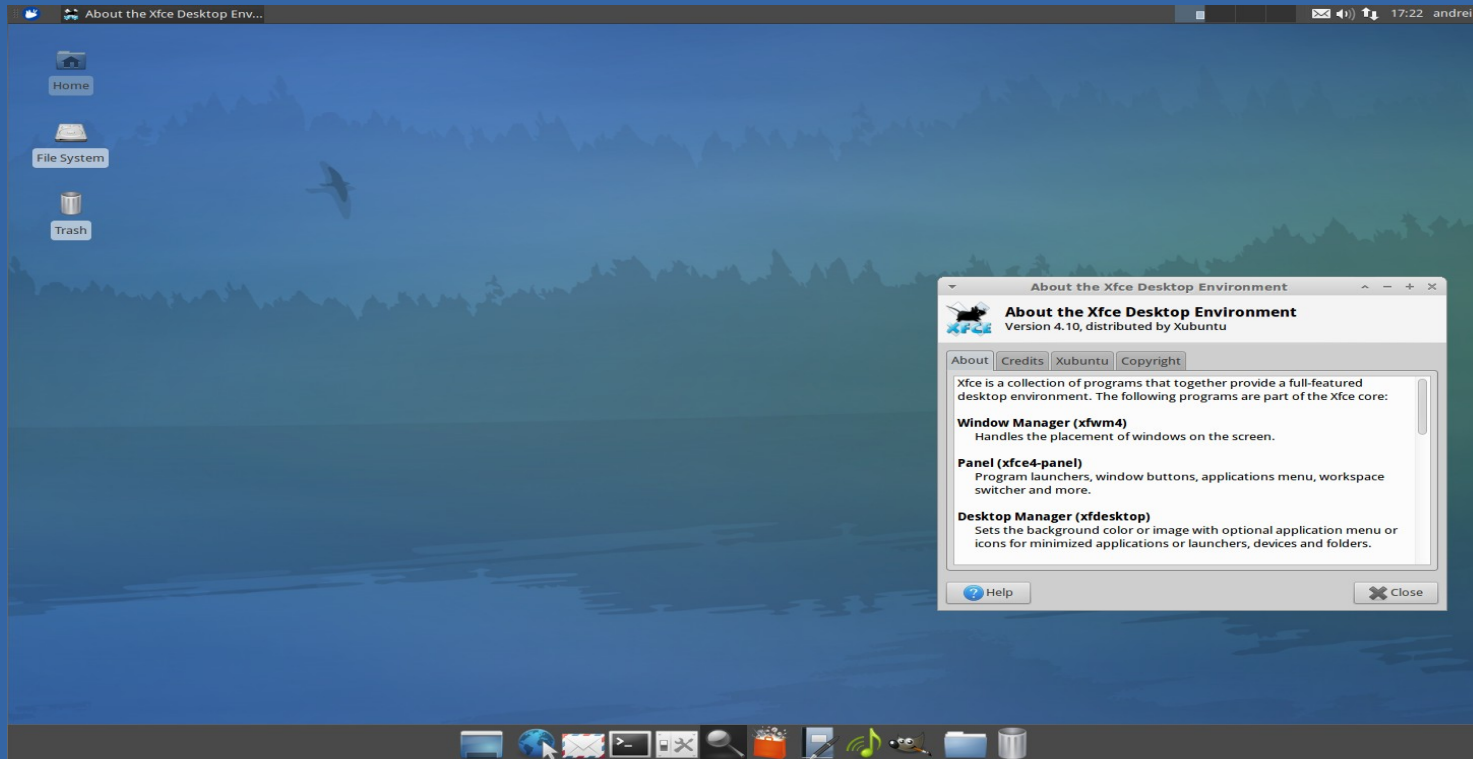 About the Xfce Desktop Env...
17:22 andrei
Home
File System
Trash
About the Xfce Desktop Environment
XFCE
About the Xfce Desktop Environment
Version 4.10, distributed by Xubuntu
About Credits Xubuntu Copyright
Xfce is a collection of programs that together provide a full-featured
desktop environment. The following programs are part of the Xfce core:
Window Manager (xfwm4)
Handles the placement of windows on the screen.
Panel (xfce4-panel)
Program launchers, window buttons, applications menu, workspace
switcher and more.
Desktop Manager (xfdesktop)
Sets the background color or image with optional application menu or
icons for minimized applications or launchers, devices and folders.
Help
Close